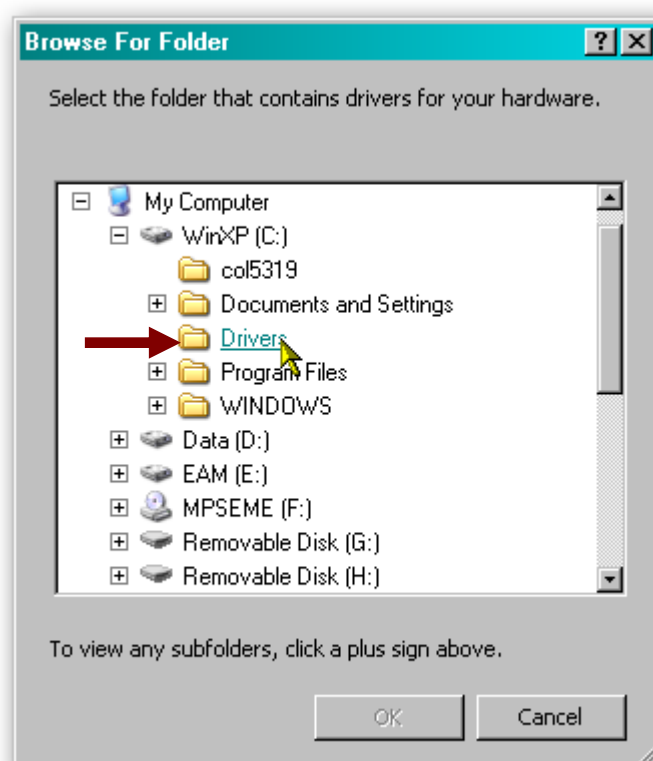 Browse For Folder
Select the folder that contains drivers for your hardware.
My Computer
WinXP (C:)
col5319
Documents and Settings
Drivers
Program Files
WINDOWS
Data (D:)
EAM (E:)
MPSEME (F:)
Removable Disk (G:)
Removable Disk (H:)
To view any subfolders, click a plus sign above.
OK Cancel